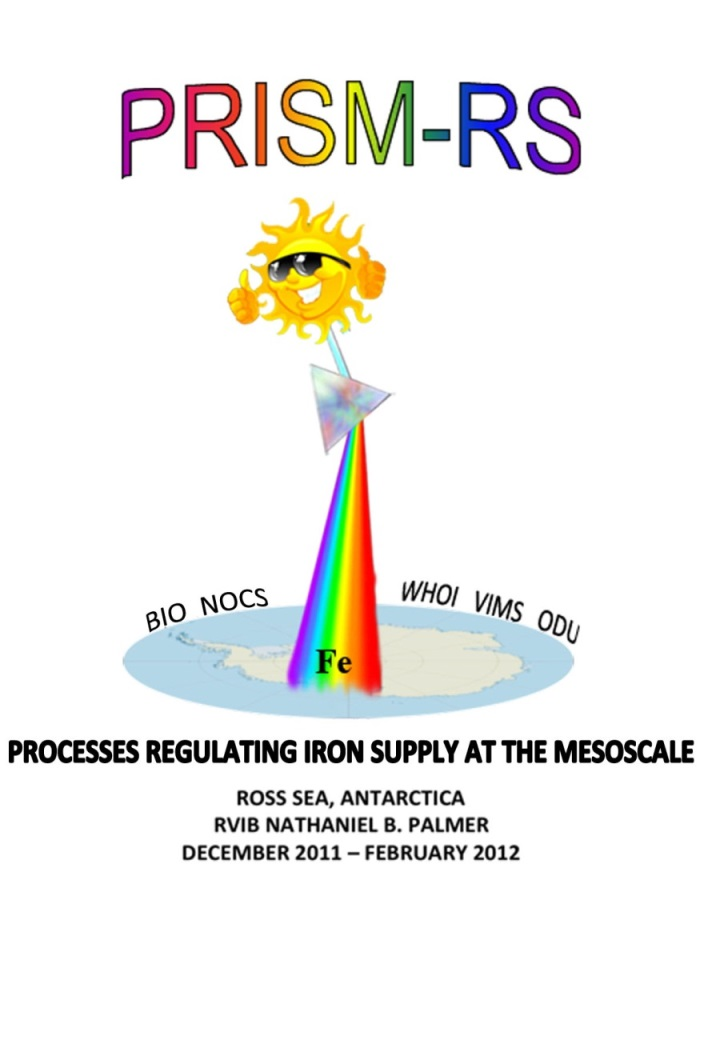 PRISM-RS
BIO NOCS
WHOI VIMS ODU
Fe
PROCESSES REGULATING IRON SUPPLY AT THE MESOSCALE
ROSS SEA, ANTARCTICA
RVIB NATHANIEL B. PALMER
DECEMBER 2011 – FEBRUARY 2012